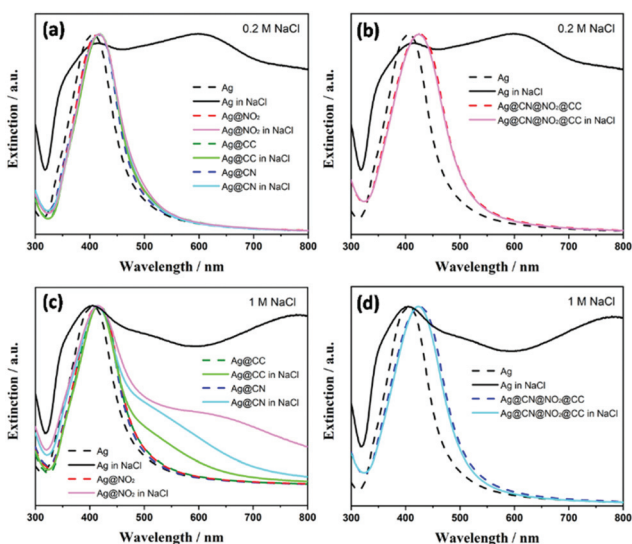 (a)
0.2 M NaCl
Ag
Ag in NaCl
Ag@NO₂
Ag@NO₂ in NaCl
Ag@CC
Ag@CC in NaCl
Ag@CN
Ag@CN in NaCl
Extinction / a.u.
300 400 500 600 700 800
Wavelength / nm
(b)
0.2 M NaCl
Ag
Ag in NaCl
Ag@CN@NO₂@CC
Ag@CN@NO₂@CC in NaCl
Extinction / a.u.
300 400 500 600 700 800
Wavelength / nm
(c)
1 M NaCl
Ag@CC
Ag@CC in NaCl
Ag@CN
Ag@CN in NaCl
Ag
Ag in NaCl
Ag@NO₂
Ag@NO₂ in NaCl
Extinction / a.u.
300 400 500 600 700 800
Wavelength / nm
(d)
1 M NaCl
Ag
Ag in NaCl
Ag@CN@NO₂@CC
Ag@CN@NO₂@CC in NaCl
Extinction / a.u.
300 400 500 600 700 800
Wavelength / nm